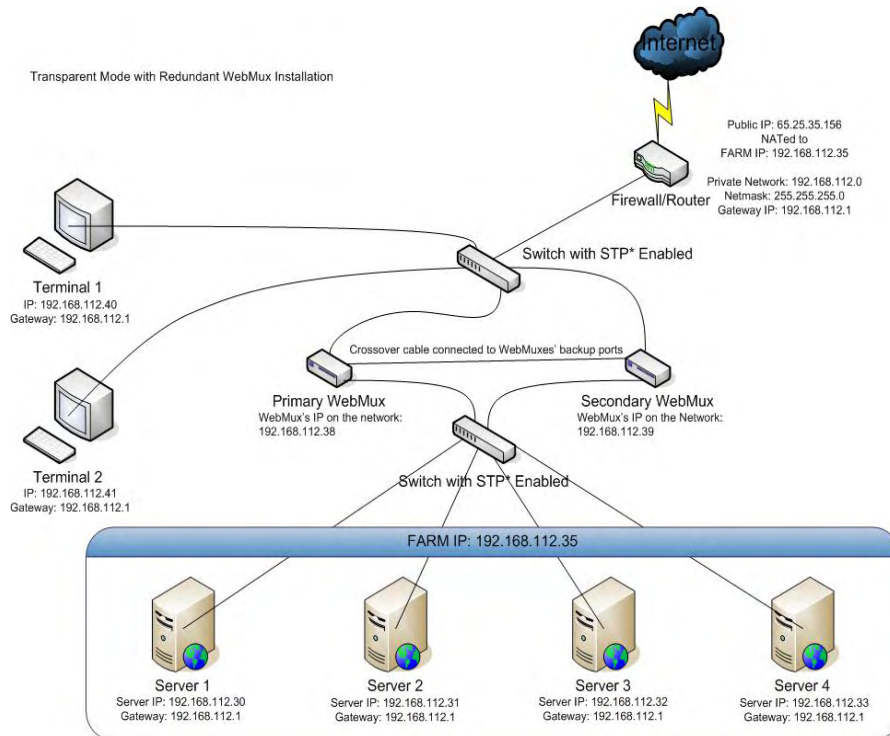 Internet
Transparent Mode with Redundant WebMux Installation
Public IP: 65.25.35.156
NATed to
FARM IP: 192.168.112.35
Private Network: 192.168.112.0
Netmask: 255.255.255.0
Gateway IP: 192.168.112.1
Firewall/Router
Switch with STP* Enabled
Terminal 1
IP: 192.168.112.40
Gateway: 192.168.112.1
Crossover cable connected to WebMuxes' backup ports
Primary WebMux
WebMux's IP on the network:
192.168.112.38
Secondary WebMux
WebMux's IP on the Network:
192.168.112.39
Terminal 2
IP: 192.168.112.41
Gateway: 192.168.112.1
Switch with STP* Enabled
FARM IP: 192.168.112.35
Server 1
Server IP: 192.168.112.30
Gateway: 192.168.112.1
Server 2
Server IP: 192.168.112.31
Gateway: 192.168.112.1
Server 3
Server IP: 192.168.112.32
Gateway: 192.168.112.1
Server 4
Server IP: 192.168.112.33
Gateway: 192.168.112.1